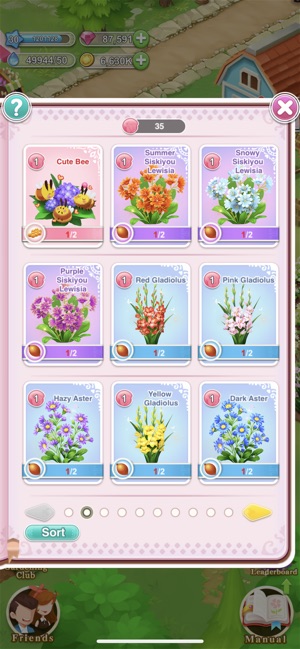 87,591
49944.50
6.630K
?
35
1 Cute Bee
1/2
1 Summer
Siskiyou
Lewisia
1/2
1 Snowy
Siskiyou
Lewisia
1/2
1 Purple
Siskiyou
Lewisia
1/2
1 Red Gladiolus
1/2
1 Pink Gladiolus
1/2
1 Hazy Aster
1/2
1 Yellow
Gladiolus
1/2
1 Dark Aster
1/2
Sort
Gardening
Club
Leaderboard
Friends
Manual